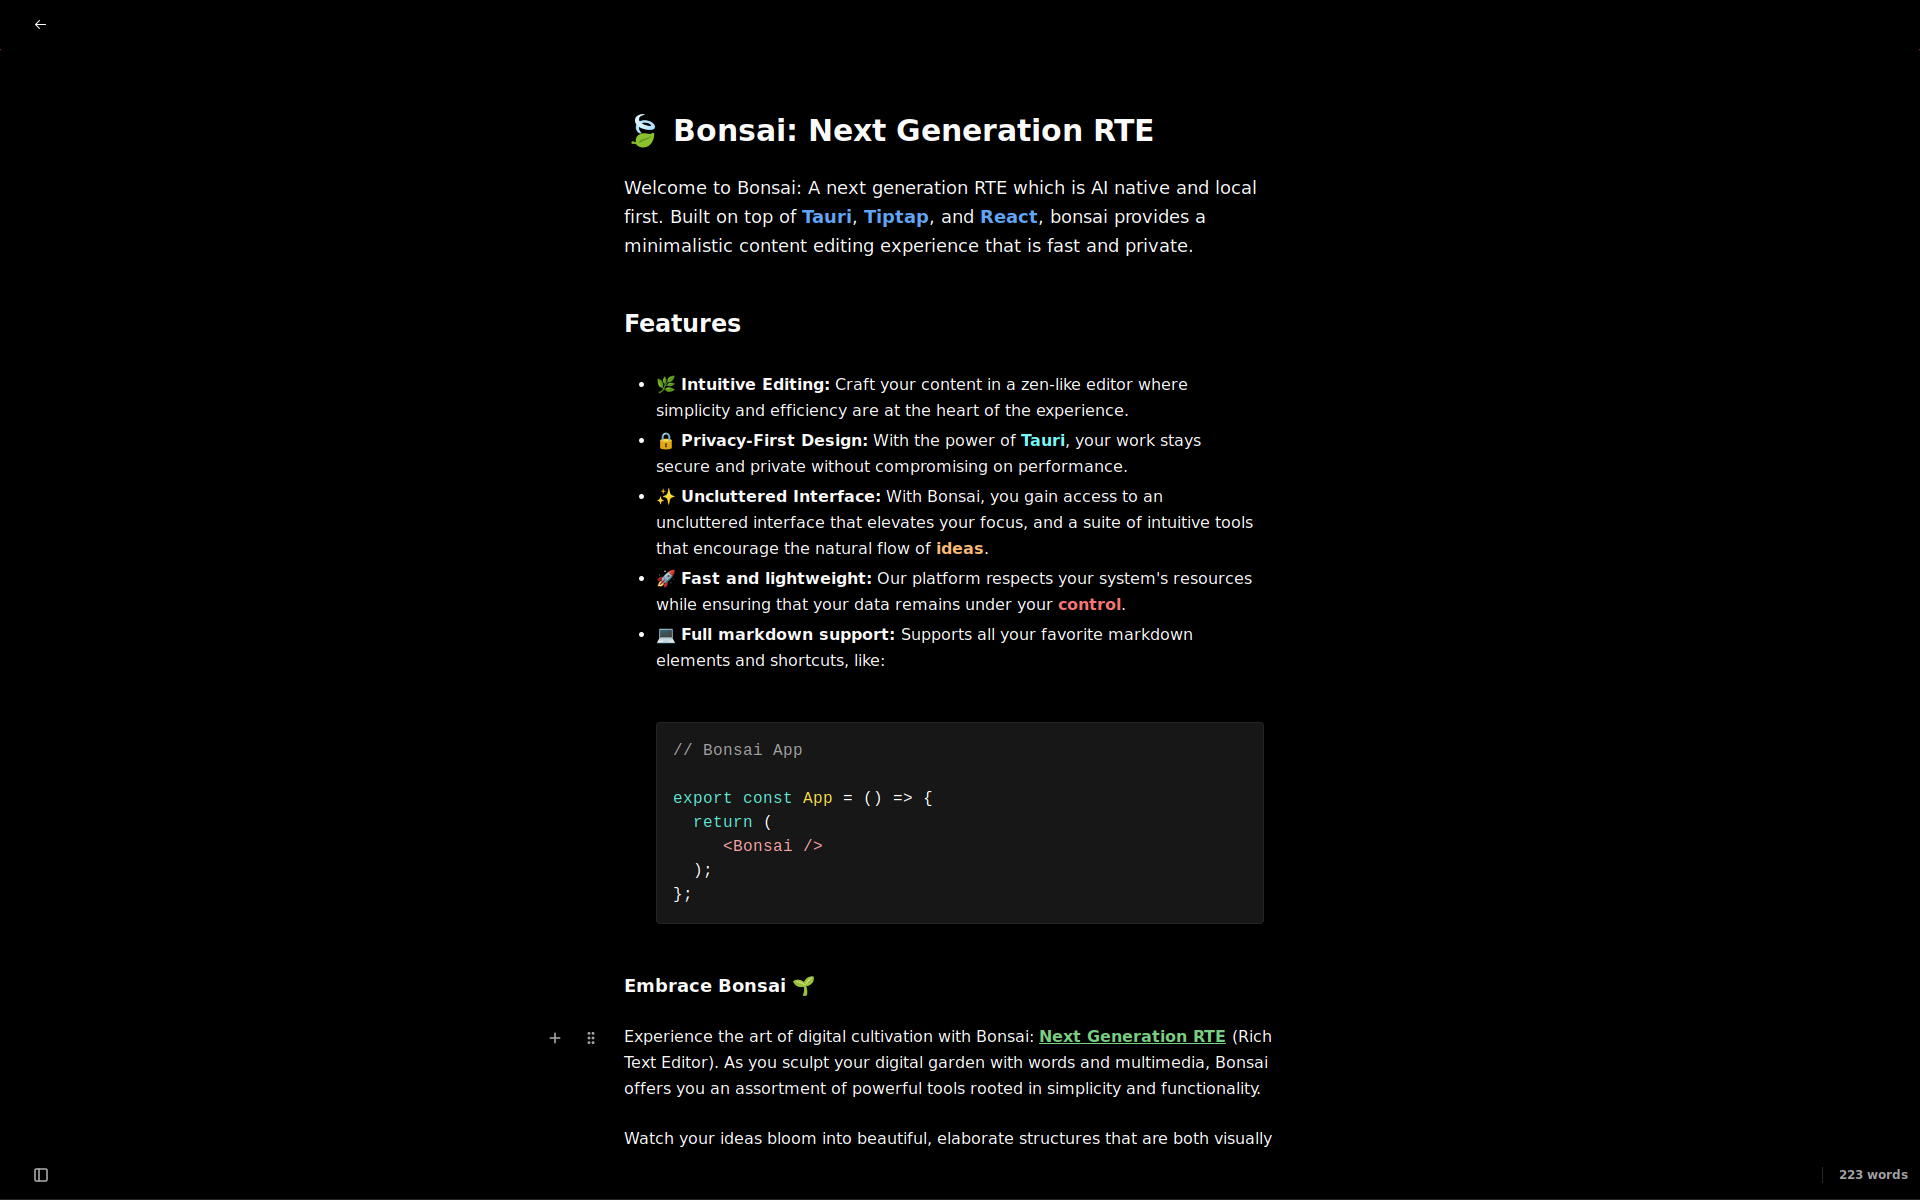 🍃 Bonsai: Next Generation RTE
Welcome to Bonsai: A next generation RTE which is AI native and local
first. Built on top of Tauri, Tiptap, and React, bonsai provides a
minimalistic content editing experience that is fast and private.
Features
• 🌿 Intuitive Editing: Craft your content in a zen-like editor where
simplicity and efficiency are at the heart of the experience.
• 🔒 Privacy-First Design: With the power of Tauri, your work stays
secure and private without compromising on performance.
• ✨ Uncluttered Interface: With Bonsai, you gain access to an
uncluttered interface that elevates your focus, and a suite of intuitive tools
that encourage the natural flow of ideas.
• 🚀 Fast and lightweight: Our platform respects your system's resources
while ensuring that your data remains under your control.
• 💻 Full markdown support: Supports all your favorite markdown
elements and shortcuts, like:
// Bonsai App
export const App = () => {
  return (
     <Bonsai />
  );
};
Embrace Bonsai 🌱
Experience the art of digital cultivation with Bonsai: Next Generation RTE (Rich
Text Editor). As you sculpt your digital garden with words and multimedia, Bonsai
offers you an assortment of powerful tools rooted in simplicity and functionality.
Watch your ideas bloom into beautiful, elaborate structures that are both visually
223 words